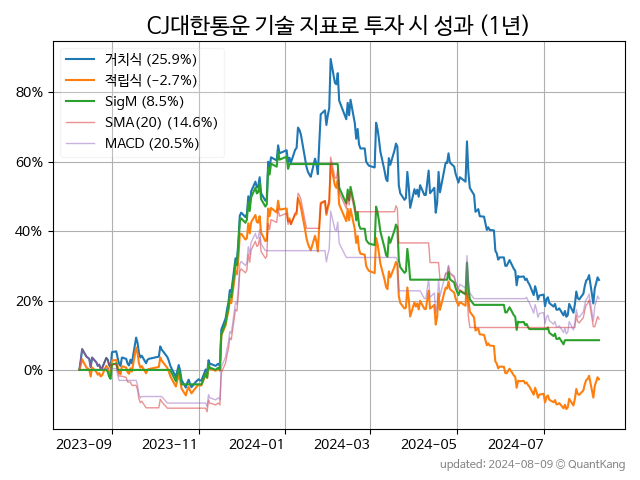 CJ대한통운 기술 지표로 투자 시 성과 (1년)
거치식 (25.9%)
적립식 (−2.7%)
SigM (8.5%)
SMA(20) (14.6%)
MACD (20.5%)
80%
60%
40%
20%
0%
2023-09 2023-11 2024-01 2024-03 2024-05 2024-07
updated: 2024-08-09 © QuantKang